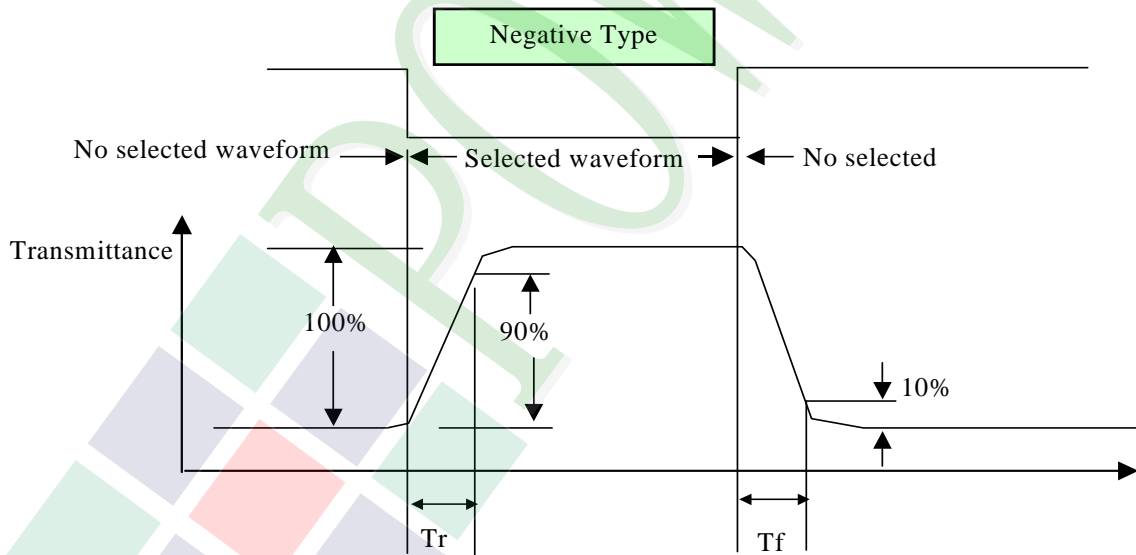 Negative Type
No selected waveform
Selected waveform
No selected
Transmittance
100%
90%
10%
Tr
Tf